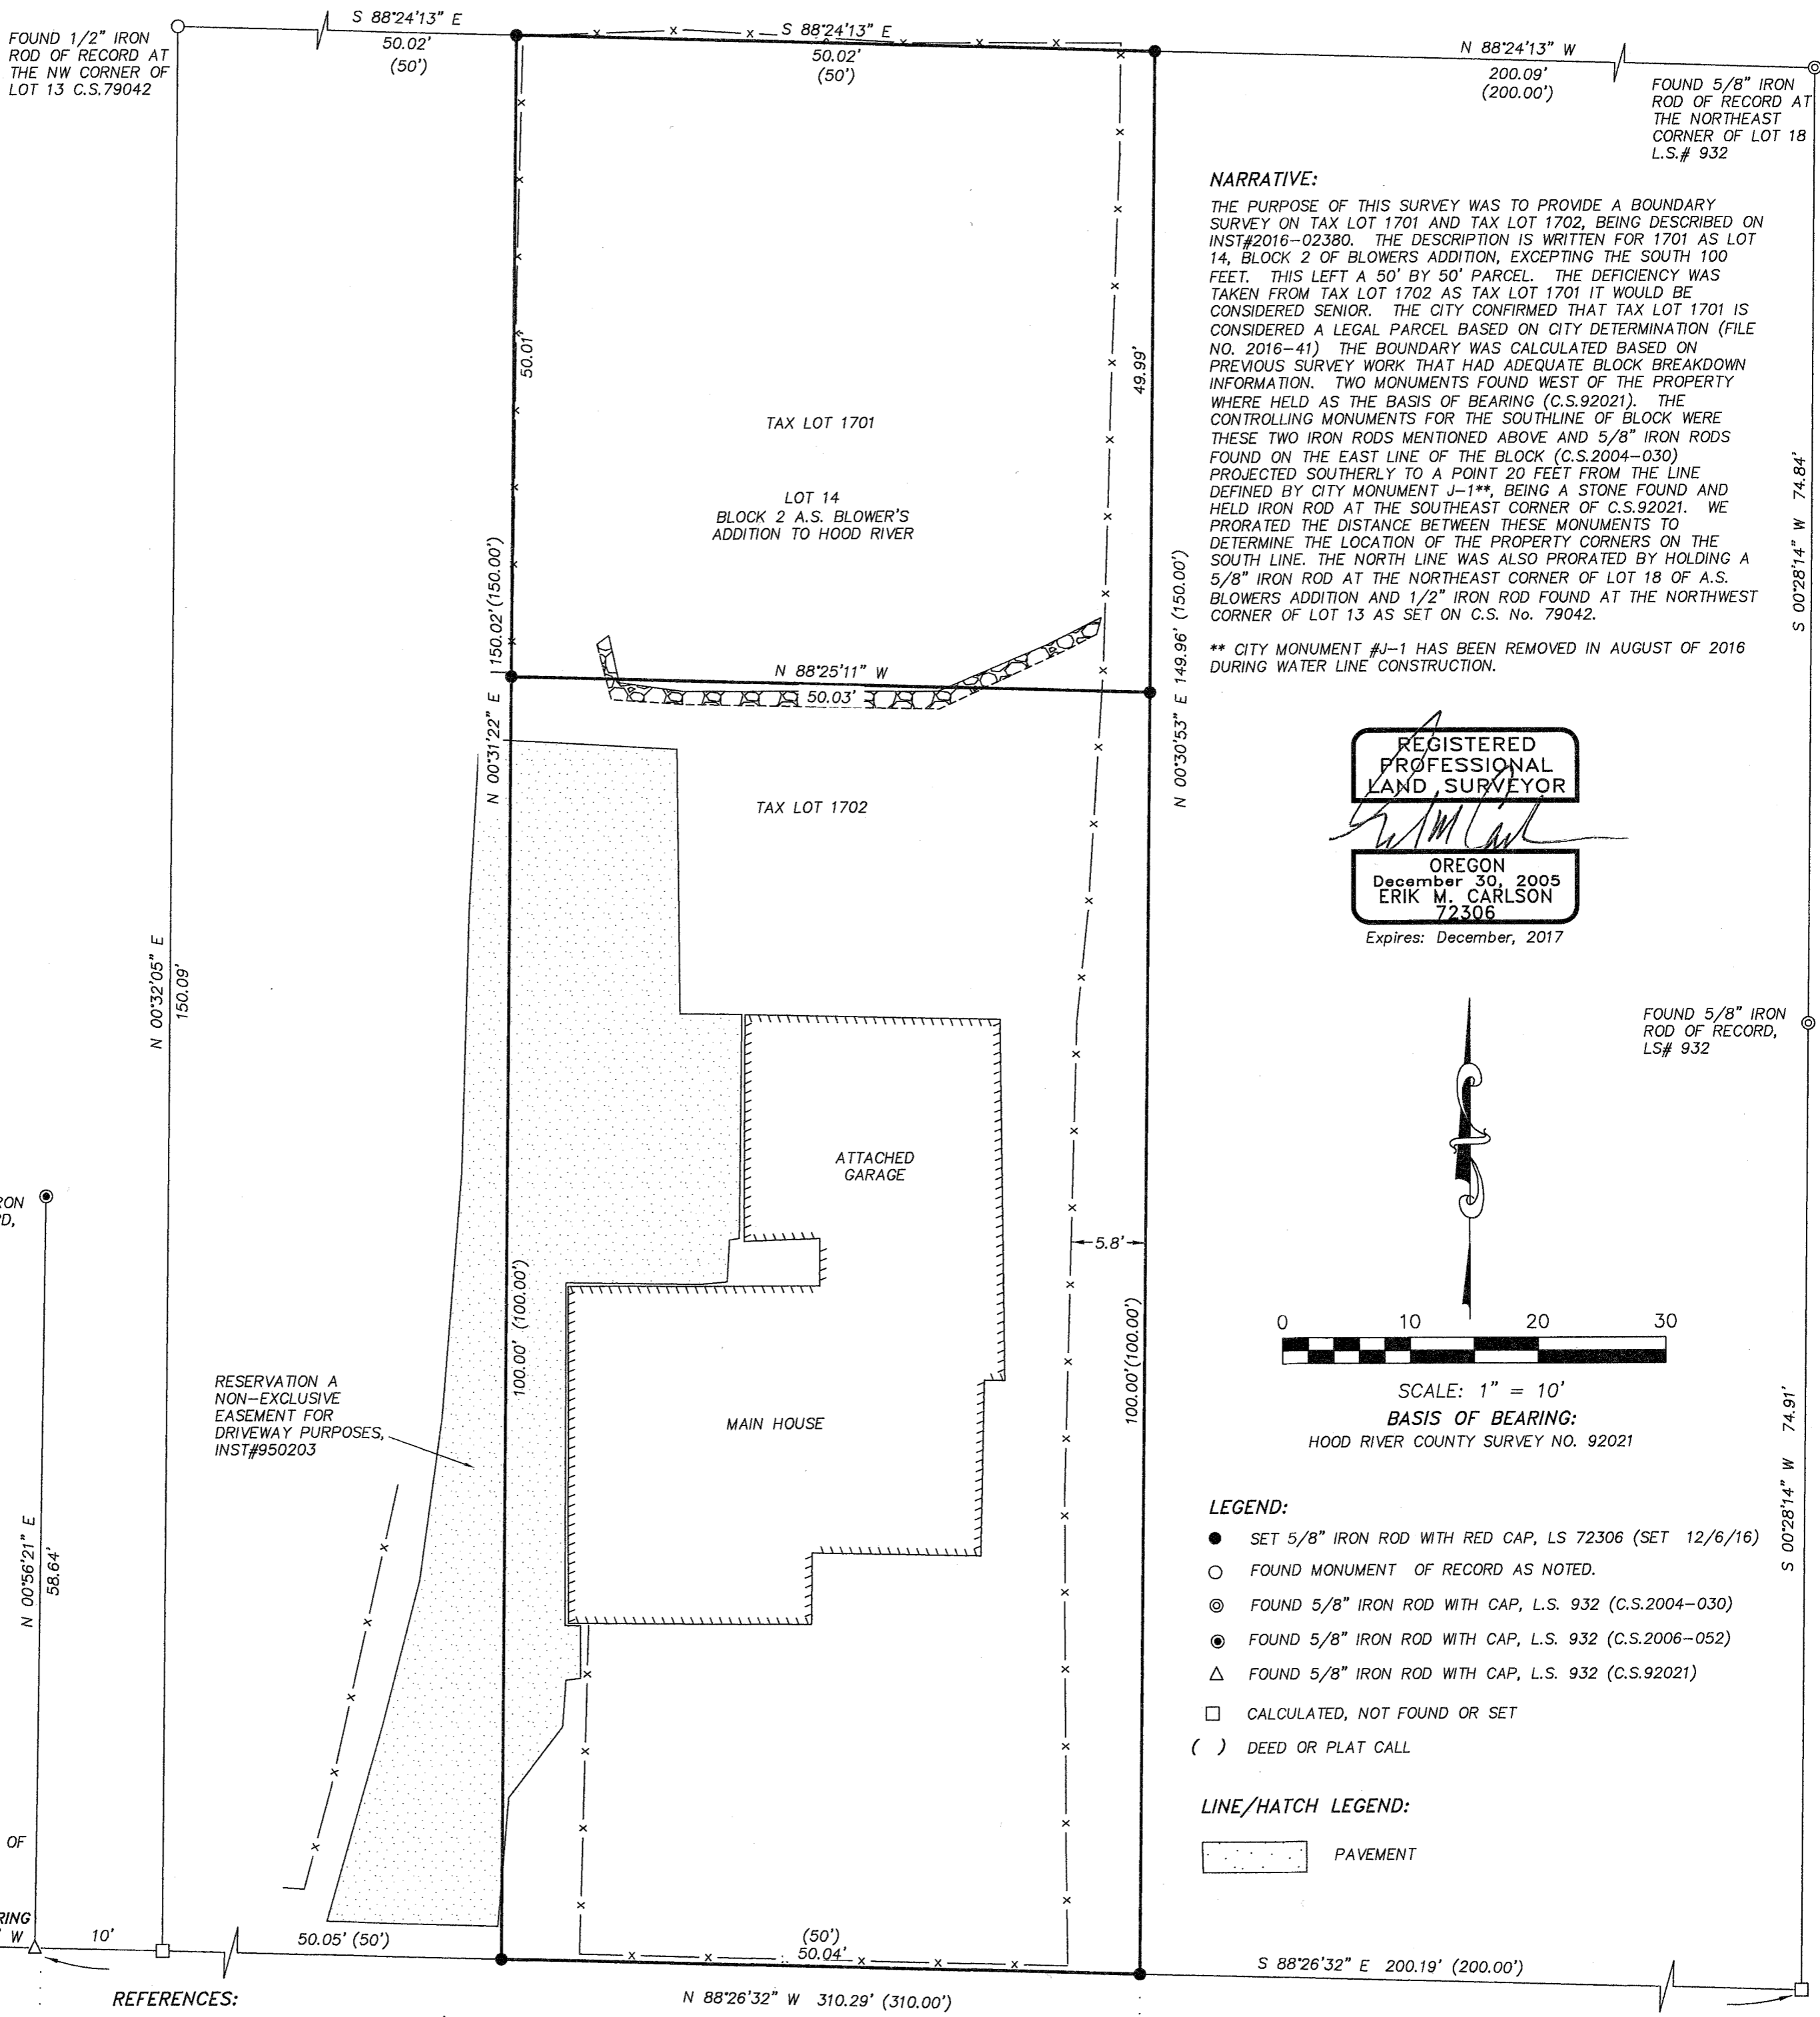 S 88°24'13" E
50.02'
(50')
FOUND 1/2" IRON
ROD OF RECORD AT
THE NW CORNER OF
LOT 13 C.S.79042
S 88°24'13" E
50.02'
(50')
N 88°24'13" W
200.09'
(200.00')
FOUND 5/8" IRON
ROD OF RECORD AT
THE NORTHEAST
CORNER OF LOT 18
L.S.# 932
NARRATIVE:
THE PURPOSE OF THIS SURVEY WAS TO PROVIDE A BOUNDARY
SURVEY ON TAX LOT 1701 AND TAX LOT 1702, BEING DESCRIBED ON
INST#2016-02380. THE DESCRIPTION IS WRITTEN FOR 1701 AS LOT
14, BLOCK 2 OF BLOWERS ADDITION, EXCEPTING THE SOUTH 100
FEET. THIS LEFT A 50' BY 50' PARCEL. THE DEFICIENCY WAS
TAKEN FROM TAX LOT 1702 AS TAX LOT 1701 IT WOULD BE
CONSIDERED SENIOR. THE CITY CONFIRMED THAT TAX LOT 1701 IS
CONSIDERED A LEGAL PARCEL BASED ON CITY DETERMINATION (FILE
NO. 2016-41) THE BOUNDARY WAS CALCULATED BASED ON
PREVIOUS SURVEY WORK THAT HAD ADEQUATE BLOCK BREAKDOWN
INFORMATION. TWO MONUMENTS FOUND WEST OF THE PROPERTY
WHERE HELD AS THE BASIS OF BEARING (C.S.92021). THE
CONTROLLING MONUMENTS FOR THE SOUTHLINE OF BLOCK WERE
THESE TWO IRON RODS MENTIONED ABOVE AND 5/8" IRON RODS
FOUND ON THE EAST LINE OF THE BLOCK (C.S.2004-030)
PROJECTED SOUTHERLY TO A POINT 20 FEET FROM THE LINE
DEFINED BY CITY MONUMENT J-1**, BEING A STONE FOUND AND
HELD IRON ROD AT THE SOUTHEAST CORNER OF C.S.92021. WE
PRORATED THE DISTANCE BETWEEN THESE MONUMENTS TO
DETERMINE THE LOCATION OF THE PROPERTY CORNERS ON THE
SOUTH LINE. THE NORTH LINE WAS ALSO PRORATED BY HOLDING A
5/8" IRON ROD AT THE NORTHEAST CORNER OF LOT 18 OF A.S.
BLOWERS ADDITION AND 1/2" IRON ROD FOUND AT THE NORTHWEST
CORNER OF LOT 13 AS SET ON C.S. No. 79042.
** CITY MONUMENT #J-1 HAS BEEN REMOVED IN AUGUST OF 2016
DURING WATER LINE CONSTRUCTION.
50.01'
49.99'
TAX LOT 1701
LOT 14
BLOCK 2 A.S. BLOWER'S
ADDITION TO HOOD RIVER
N 00°31'22" E 150.02' (150.00')
N 00°30'53" E 149.96' (150.00')
S 00°28'14" W 74.84'
N 88°25'11" W
50.03'
TAX LOT 1702
REGISTERED
PROFESSIONAL
LAND SURVEYOR
OREGON
December 30, 2005
ERIK M. CARLSON
72306
Expires: December, 2017
N 00°32'05" E
150.09'
FOUND 5/8" IRON
ROD OF RECORD,
LS# 932
ATTACHED
GARAGE
5.8'
RON
D,
100.00' (100.00')
100.00' (100.00')
0 10 20 30
SCALE: 1" = 10'
BASIS OF BEARING:
HOOD RIVER COUNTY SURVEY NO. 92021
RESERVATION A
NON-EXCLUSIVE
EASEMENT FOR
DRIVEWAY PURPOSES,
INST#950203
MAIN HOUSE
S 00°28'14" W 74.91'
N 00°56'21" E
58.64'
LEGEND:
SET 5/8" IRON ROD WITH RED CAP, LS 72306 (SET 12/6/16)
FOUND MONUMENT OF RECORD AS NOTED.
FOUND 5/8" IRON ROD WITH CAP, L.S. 932 (C.S.2004-030)
FOUND 5/8" IRON ROD WITH CAP, L.S. 932 (C.S.2006-052)
FOUND 5/8" IRON ROD WITH CAP, L.S. 932 (C.S.92021)
CALCULATED, NOT FOUND OR SET
( ) DEED OR PLAT CALL
LINE/HATCH LEGEND:
PAVEMENT
OF
RING
' W
10'
50.05' (50')
(50')
50.04'
S 88°26'32" E 200.19' (200.00')
REFERENCES:
N 88°26'32" W 310.29' (310.00')